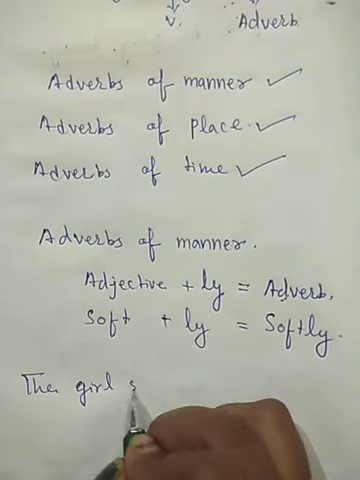 v. Adverb
Adverbs of manner
Adverbs of place.
Adverbs of time
Adverbs of manner.
Adjective + ly = Adverb.
Soft + ly = Softly.
The girl s